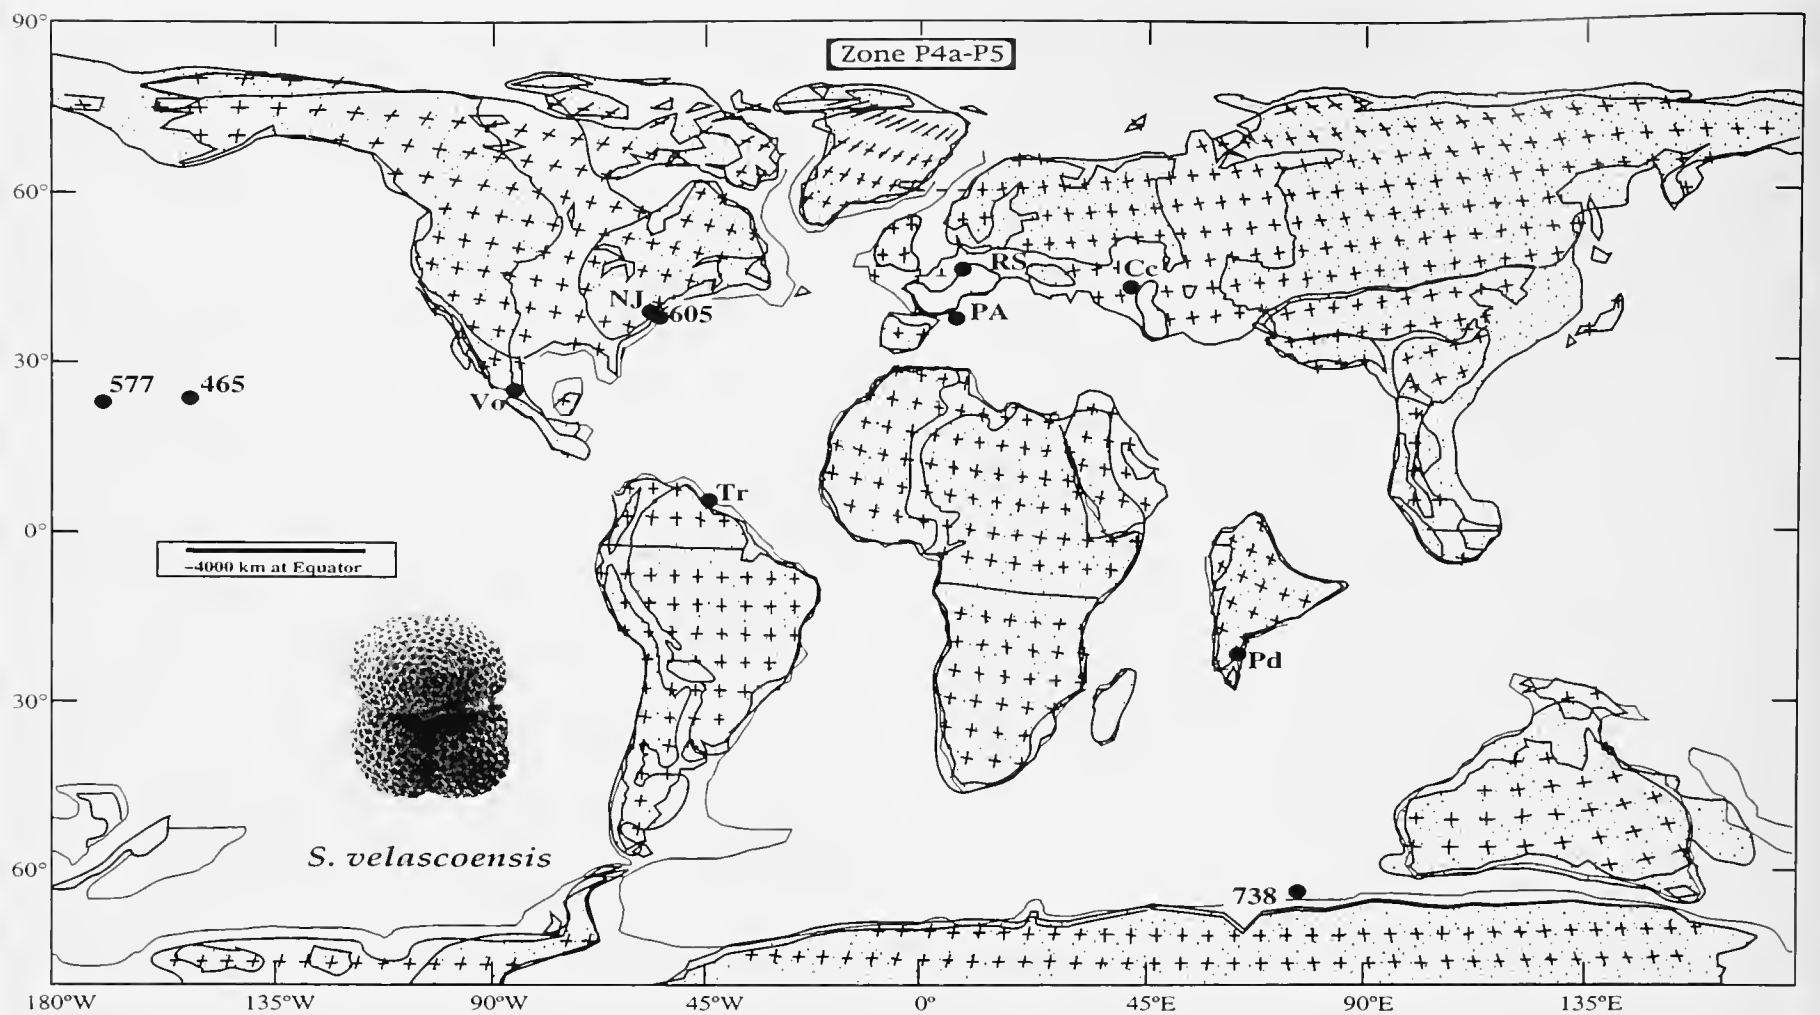 90°
Zone P4a-P5
60°
RS
Cc
NJ
605
PA
30°
577
465
Vo
Tr
0°
~4000 km at Equator
Pd
30°
S. velascoensis
60°
738
180°W 135°W 90°W 45°W 0° 45°E 90°E 135°E